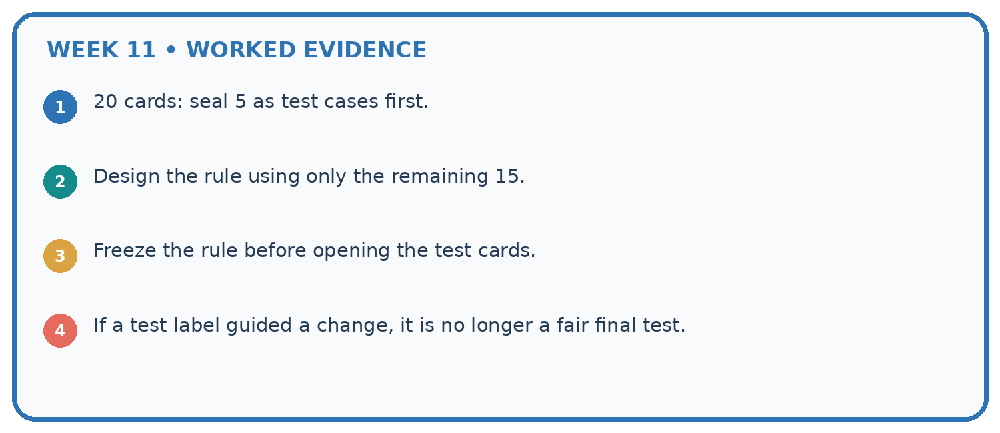 WEEK 11 • WORKED EVIDENCE
1 20 cards: seal 5 as test cases first.
2 Design the rule using only the remaining 15.
3 Freeze the rule before opening the test cards.
4 If a test label guided a change, it is no longer a fair final test.